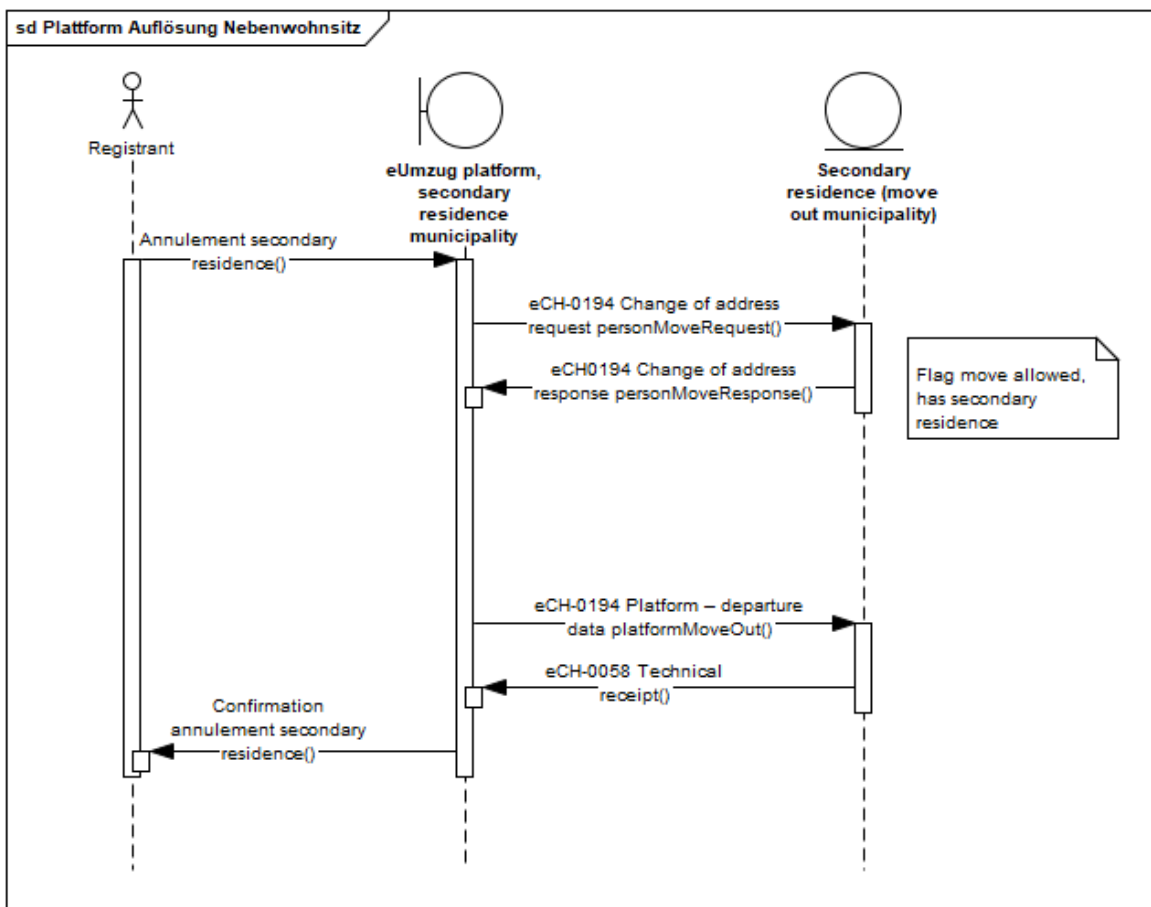 sd Plattform Auflösung Nebenwohnsitz
Registrant
eUmzug platform,
secondary
residence
municipality
Secondary
residence (move
out municipality)
Annulement secondary
residence()
eCH-0194 Change of address
request personMoveRequest()
eCH0194 Change of address
response personMoveResponse()
Flag move allowed,
has secondary
residence
eCH-0194 Platform – departure
data platformMoveOut()
eCH-0058 Technical
receipt()
Confirmation
annulement secondary
residence()